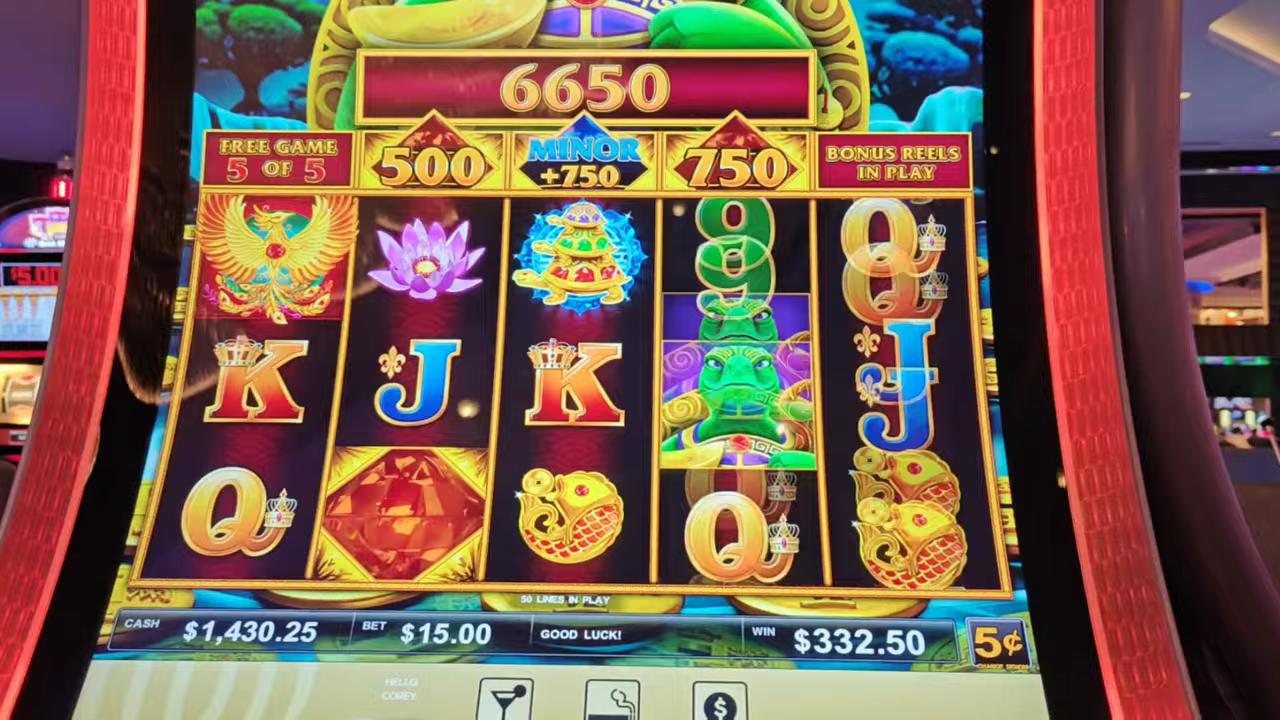 6650
FREE GAME
5 OF 5
500
MINOR
+750
750
BONUS REELS
IN PLAY
$5.00
9
9
Q
Q
K
J
K
J
J
Q
Q
50 LINES IN PLAY
CASH $1,430.25
BET $15.00
GOOD LUCK!
WIN $332.50
5¢
HELLO
COREY
$